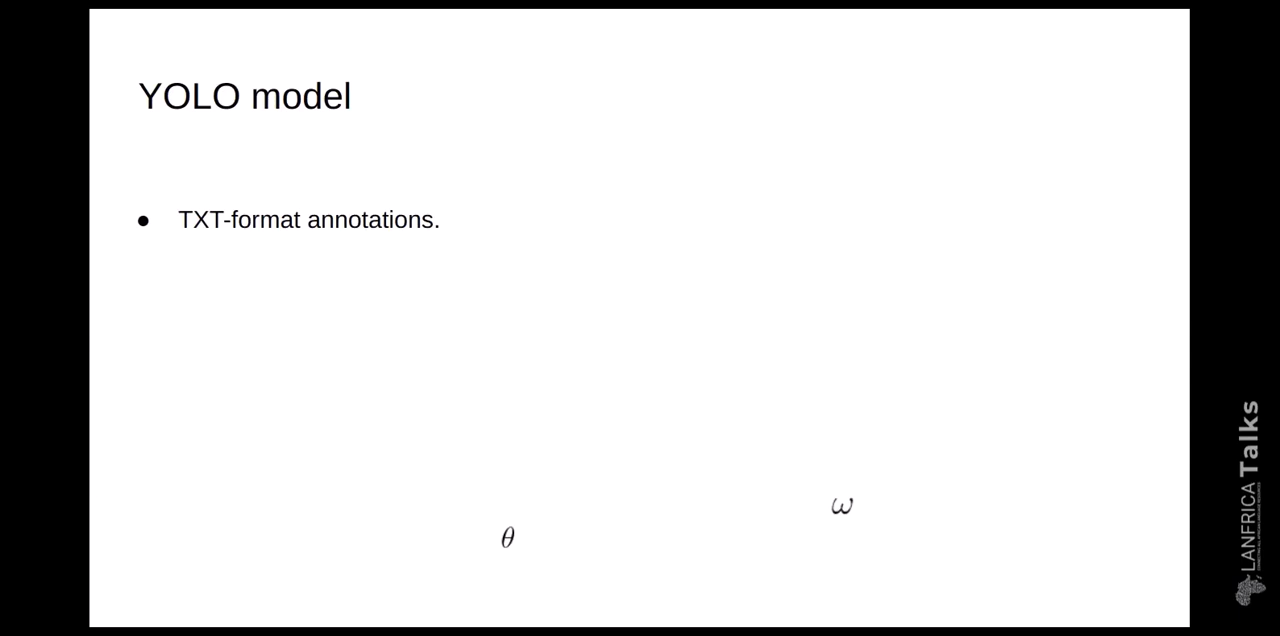 YOLO model
● TXT-format annotations.
ω
θ
LANFRICA Talks